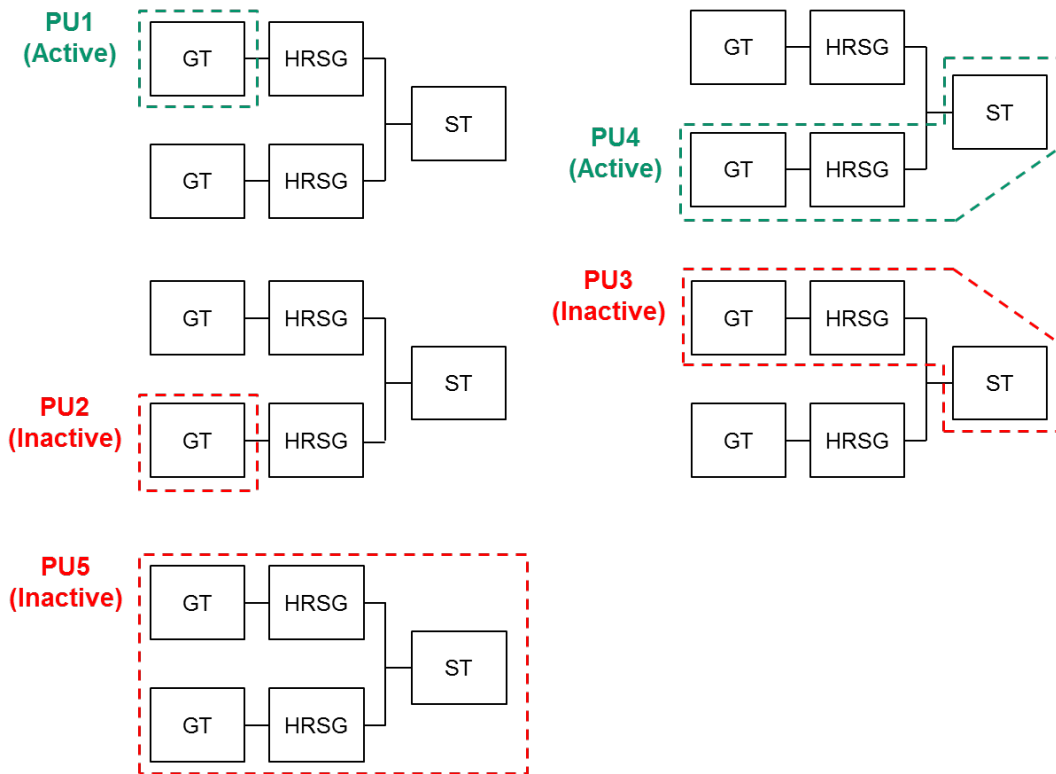 PU1
(Active)
GT
HRSG
GT
HRSG
ST
GT
HRSG
PU4
(Active)
GT
HRSG
ST
PU2
(Inactive)
GT
HRSG
GT
HRSG
ST
PU3
(Inactive)
GT
HRSG
GT
HRSG
ST
PU5
(Inactive)
GT
HRSG
GT
HRSG
ST